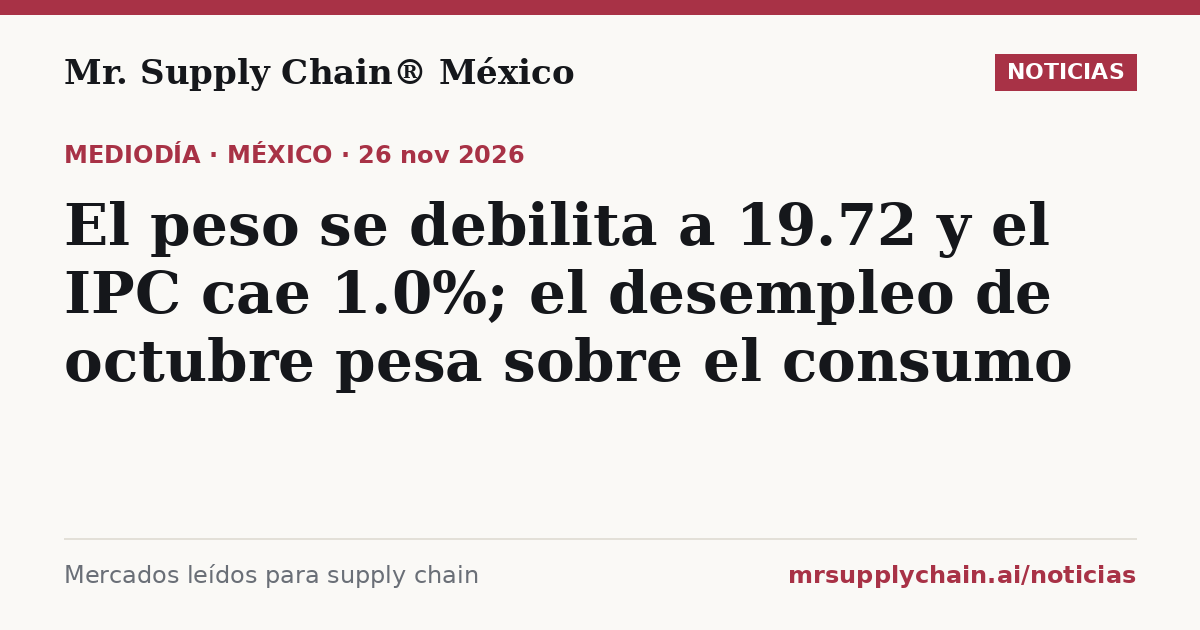 Mr. Supply Chain® México
NOTICIAS
MEDIODÍA · MÉXICO · 26 nov 2026
El peso se debilita a 19.72 y el
IPC cae 1.0%; el desempleo de
octubre pesa sobre el consumo
Mercados leídos para supply chain
mrsupplychain.ai/noticias